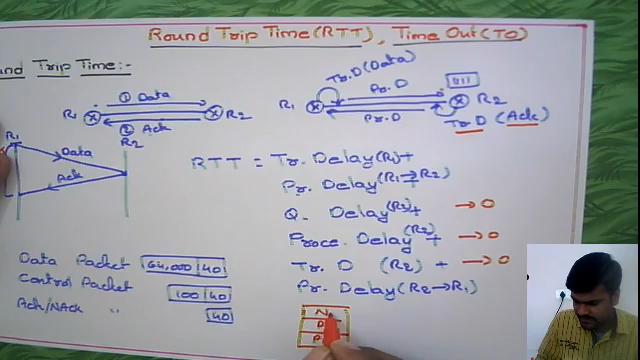 Round Trip Time(RTT), Time Out(TO)
und Trip Time:-
Tr.D(Data)
① Data
Pr. D
R1
R2
② Ack
R1
R2
Pr.D
Tr.D (Ack)
R1
R2
Data
Ack
RTT = Tr. Delay(R1)+
Pr. Delay(R1→R2)+
Q. Delay(R2)+ →0
Proce. Delay(R2)+ →0
Tr. D (R2) + →0
Pr. Delay(R2→R1)
Data Packet 64,000 40
Control Packet 100 40
Ack/NAck " 40
N
D
P